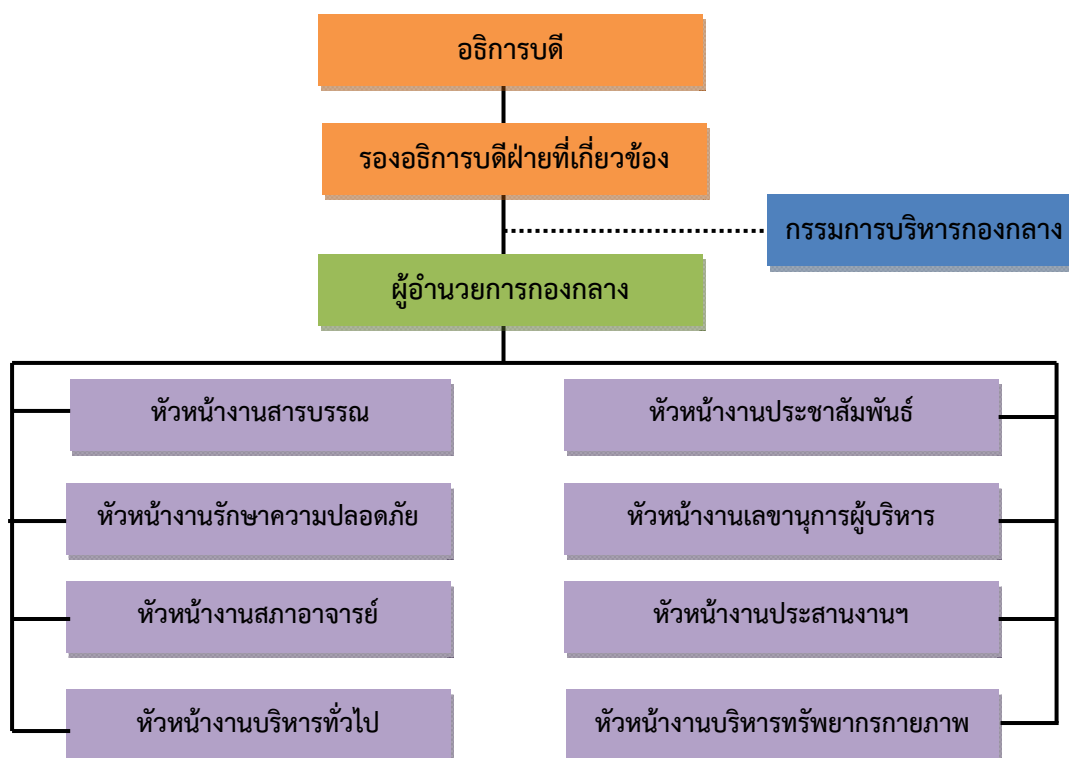 อธิการบดี
รองอธิการบดีฝ่ายที่เกี่ยวข้อง
กรรมการบริหารกองกลาง
ผู้อำนวยการกองกลาง
หัวหน้างานสารบรรณ
หัวหน้างานประชาสัมพันธ์
หัวหน้างานรักษาความปลอดภัย
หัวหน้างานเลขานุการผู้บริหาร
หัวหน้างานสภาอาจารย์
หัวหน้างานประสานงานฯ
หัวหน้างานบริหารทั่วไป
หัวหน้างานบริหารทรัพยากรกายภาพ